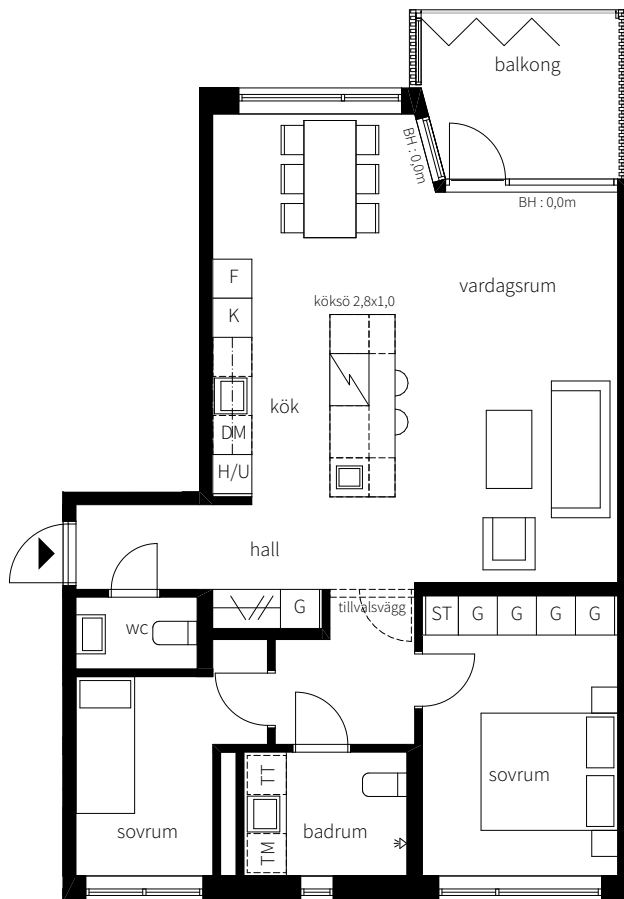 balkong
BH : 0,0m
BH : 0,0m
F
vardagsrum
köksö 2,8x1,0
K
kök
DM
H/U
hall
G
tillvalsvägg
ST G G G G
wc
TT
sovrum
sovrum
badrum
TM